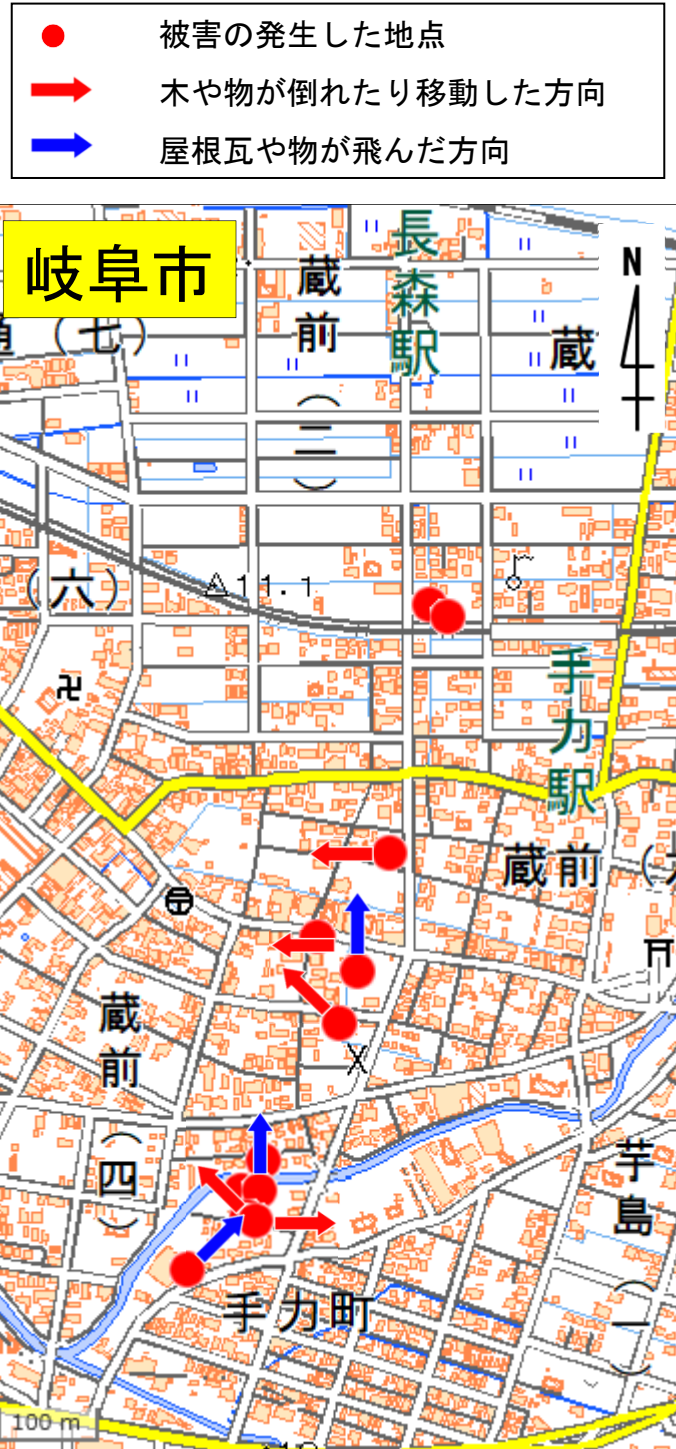 被害の発生した地点
木や物が倒れたり移動した方向
屋根瓦や物が飛んだ方向
岐阜市
N
長森駅
蔵前(二)
蔵
通(七)
(六)
11.1
手力駅
蔵前(
蔵前(四)
芋島(一)
手力町
100 m